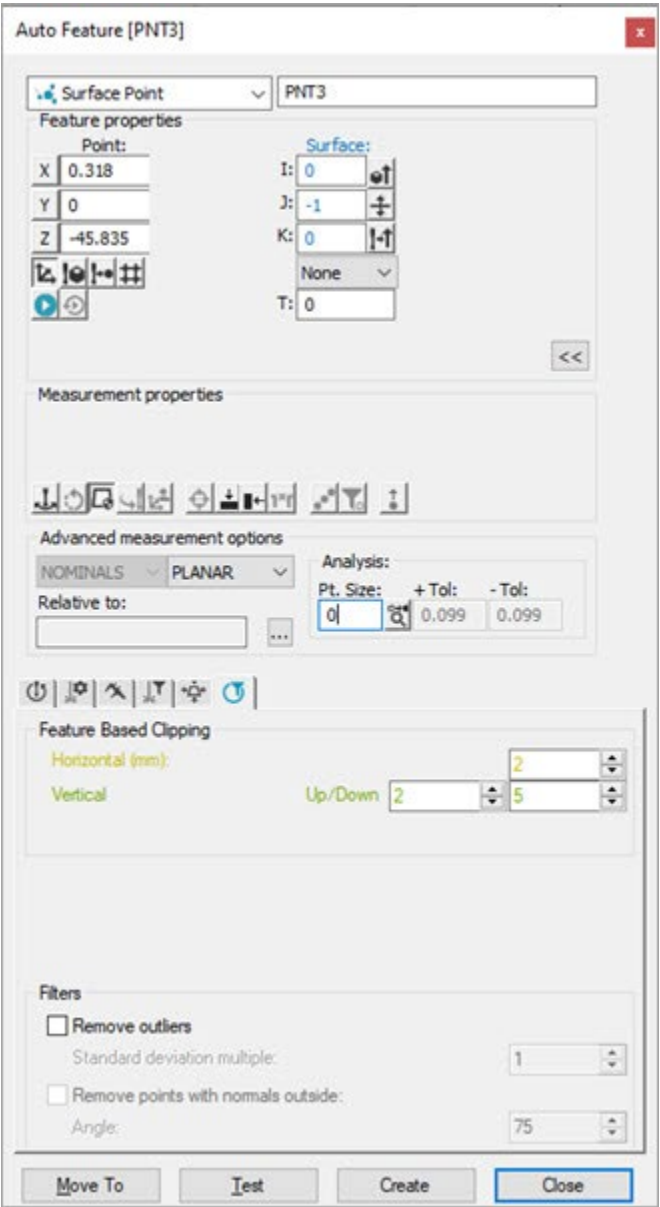 Auto Feature [PNT3]
x
Surface Point PNT3
Feature properties
Point: Surface:
X 0.318 I: 0
Y 0 J: -1
Z -45.835 K: 0
None
T: 0
<<
Measurement properties
Advanced measurement options
NOMINALS PLANAR
Analysis:
Pt. Size: + Tol: - Tol:
0 0.099 0.099
Relative to:
...
Feature Based Clipping
Horizontal (mm): 2
Vertical Up/Down 2 5
Filters
Remove outliers
Standard deviation multiple: 1
Remove points with normals outside:
Angle: 75
Move To Test Create Close